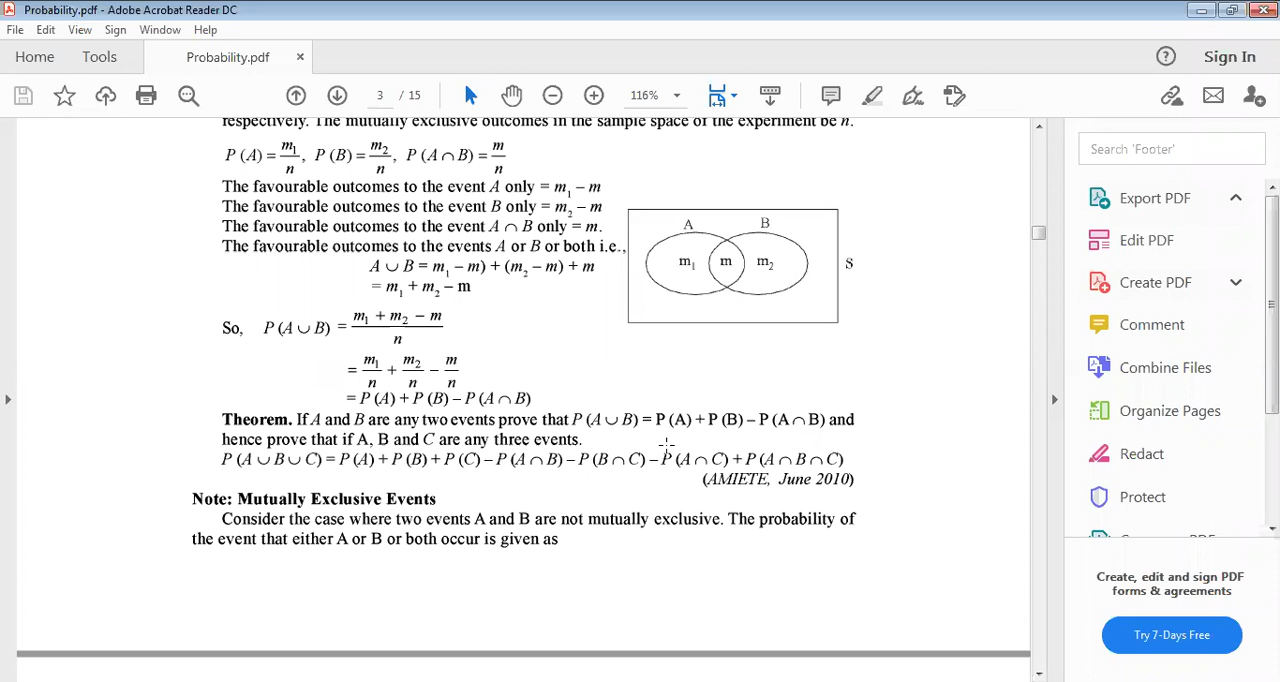 Probability.pdf - Adobe Acrobat Reader DC
File Edit View Sign Window Help
Home Tools Probability.pdf × Sign In
3 / 15 116%
respectively. The mutually exclusive outcomes in the sample space of the experiment be n.
P (A) = m₁/n, P (B) = m₂/n, P (A ∩ B) = m/n
The favourable outcomes to the event A only = m₁ – m
The favourable outcomes to the event B only = m₂ – m
The favourable outcomes to the event A ∩ B only = m.
The favourable outcomes to the events A or B or both i.e.,
A ∪ B = m₁ – m) + (m₂ – m) + m
= m₁ + m₂ – m
So, P (A ∪ B) = (m₁ + m₂ – m)/n
= m₁/n + m₂/n – m/n
= P (A) + P (B) – P (A ∩ B)
A B
m₁ m m₂ S
Theorem. If A and B are any two events prove that P (A ∪ B) = P (A) + P (B) – P (A ∩ B) and
hence prove that if A, B and C are any three events.
P (A ∪ B ∪ C) = P (A) + P (B) + P (C) – P (A ∩ B) – P (B ∩ C) – P (A ∩ C) + P (A ∩ B ∩ C)
(AMIETE, June 2010)
Note: Mutually Exclusive Events
Consider the case where two events A and B are not mutually exclusive. The probability of
the event that either A or B or both occur is given as
Search 'Footer'
Export PDF
Edit PDF
Create PDF
Comment
Combine Files
Organize Pages
Redact
Protect
Create, edit and sign PDF
forms & agreements
Try 7-Days Free